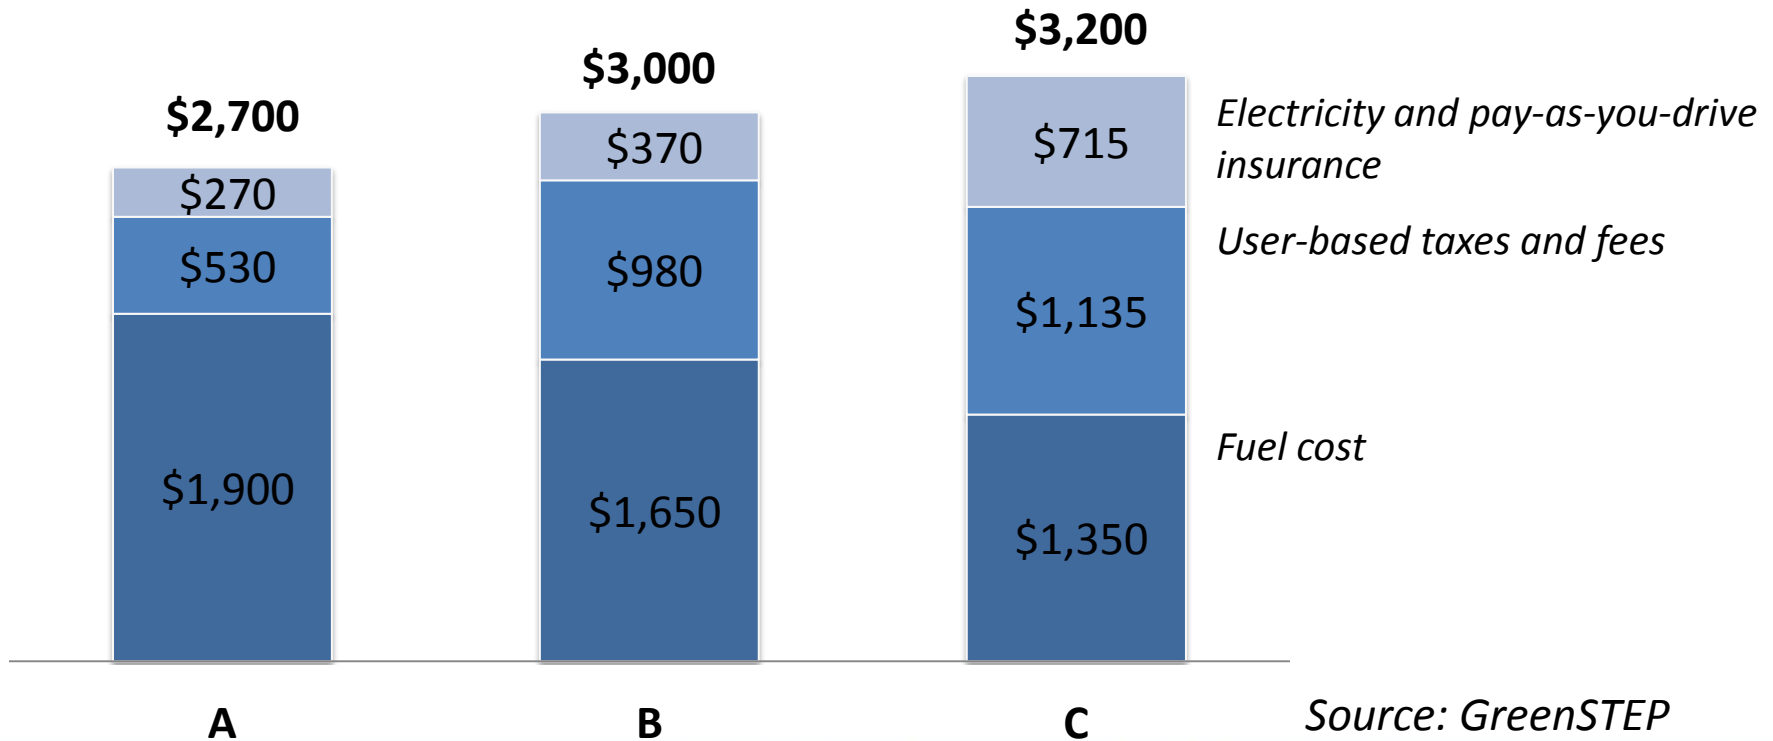 $2,700
$3,000
$3,200
$270
$370
$715
Electricity and pay-as-you-drive
insurance
$530
$980
$1,135
User-based taxes and fees
$1,900
$1,650
$1,350
Fuel cost
A
B
C
Source: GreenSTEP